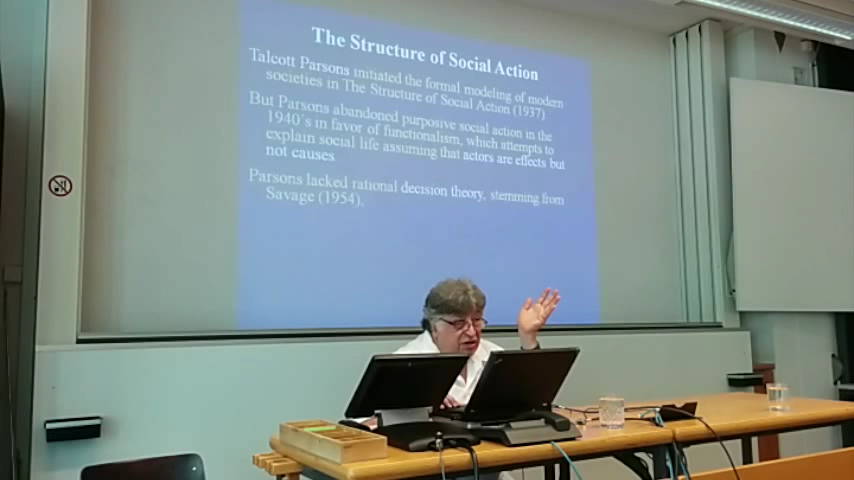 The Structure of Social Action
Talcott Parsons initiated the formal modeling of modern
societies in The Structure of Social Action (1937)
But Parsons abandoned purposive social action in the
1940´s in favor of functionalism, which attempts to
explain social life assuming that actors are effects but
not causes
Parsons lacked rational decision theory, stemming from
Savage (1954).